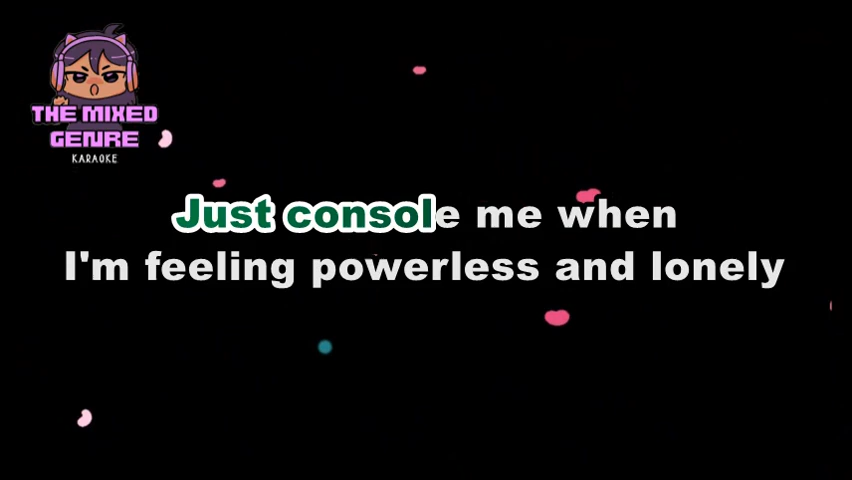 THE MIXED
GENRE
KARAOKE
Just console me when
I'm feeling powerless and lonely